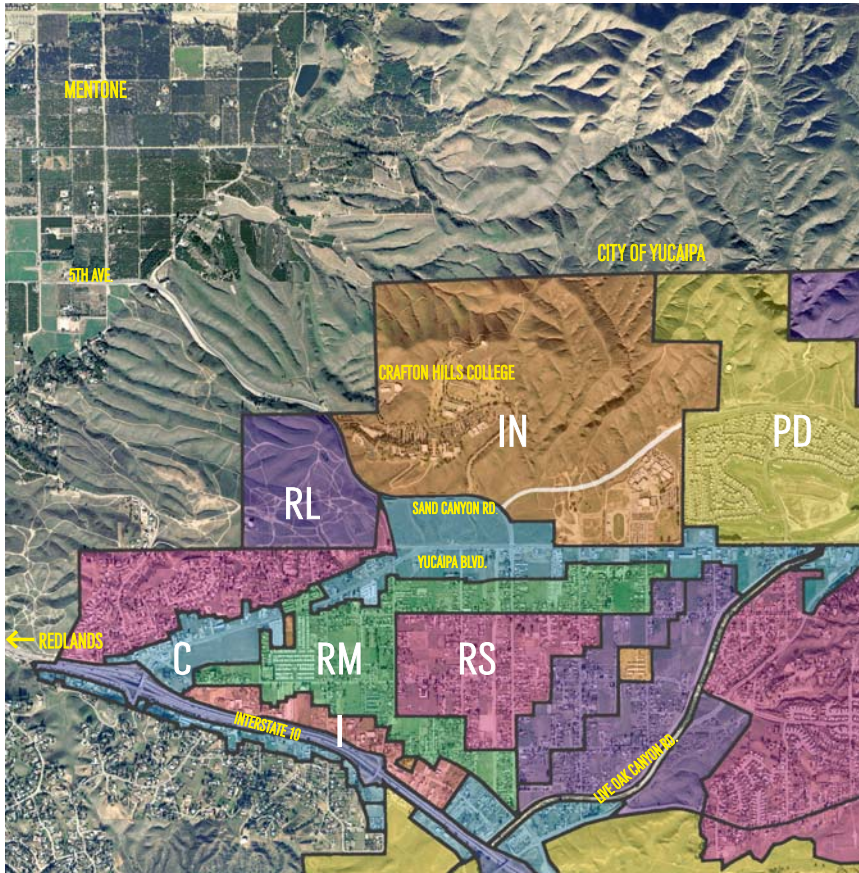 MENTONE
CITY OF YUCAIPA
5TH AVE.
CRAFTON HILLS COLLEGE
IN
PD
RL
SAND CANYON RD.
YUCAIPA BLVD.
← REDLANDS
C
RM
RS
INTERSTATE 10
I
LIVE OAK CANYON RD.